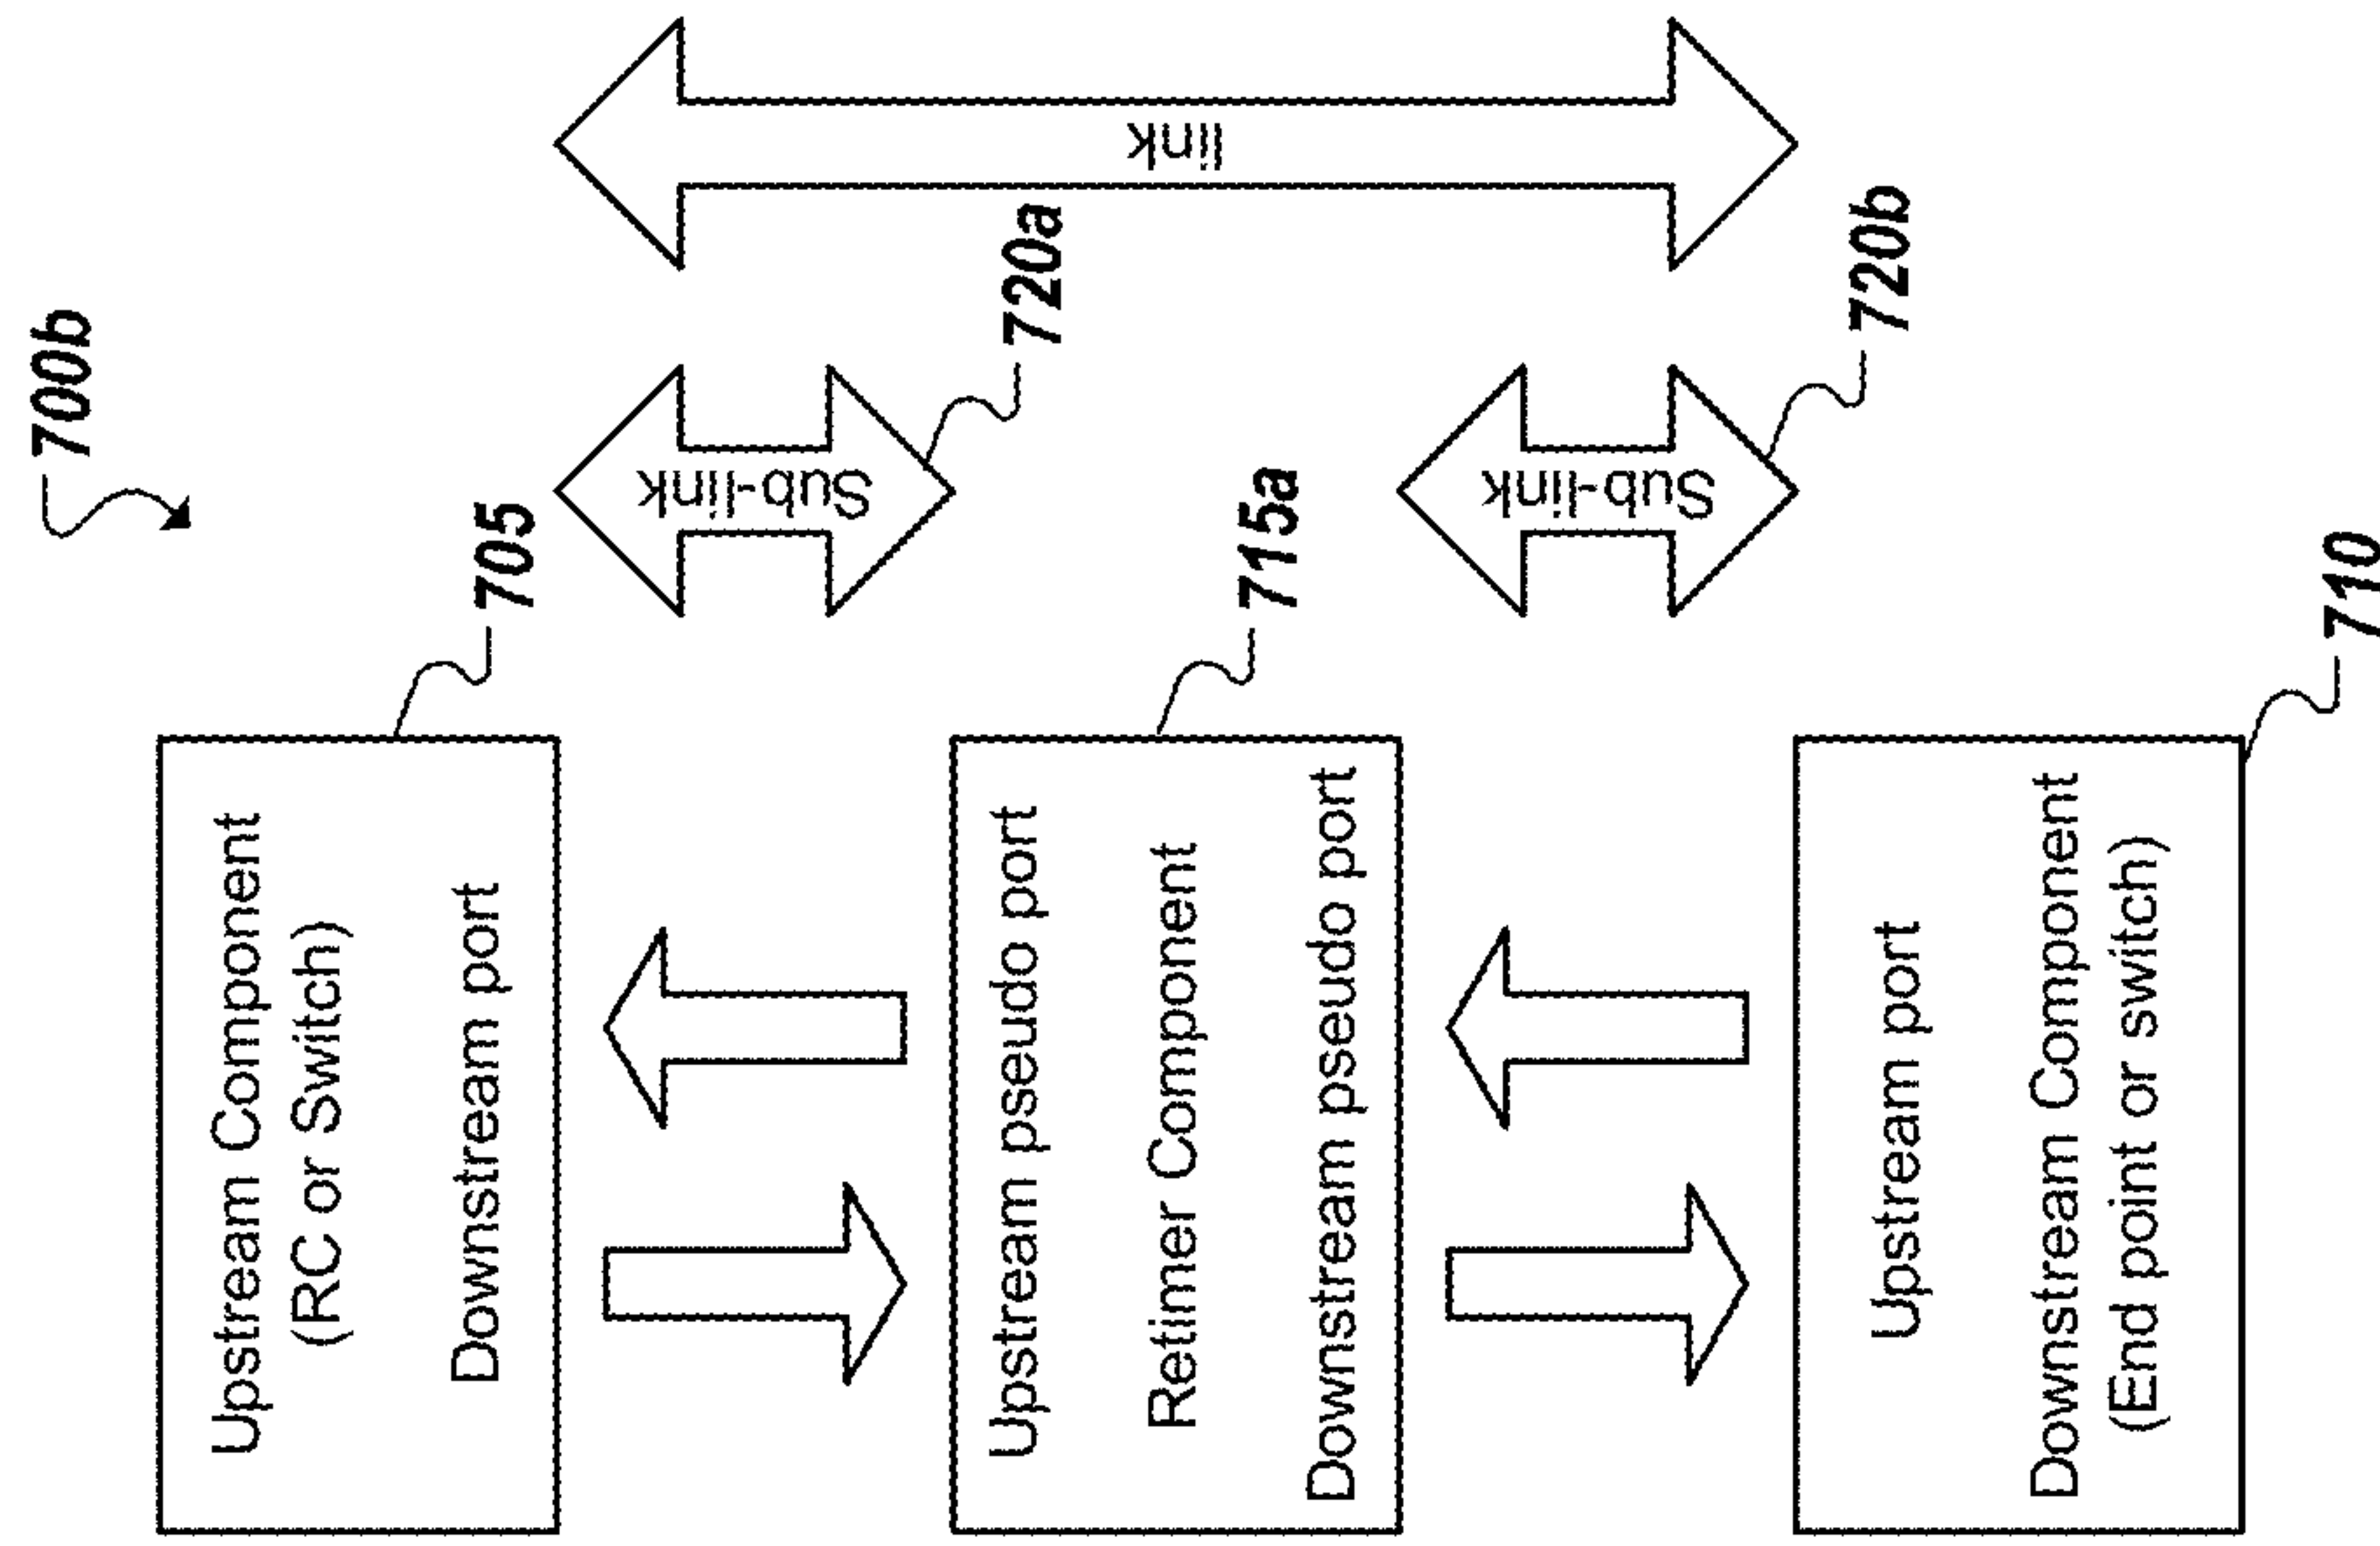 700b
Upstream Component
(RC or Switch)
Downstream port
705
Sub-link
720a
link
Upstream pseudo port
Retimer Component
Downstream pseudo port
715a
Sub-link
720b
Upstream port
Downstream Component
(End point or switch)
710